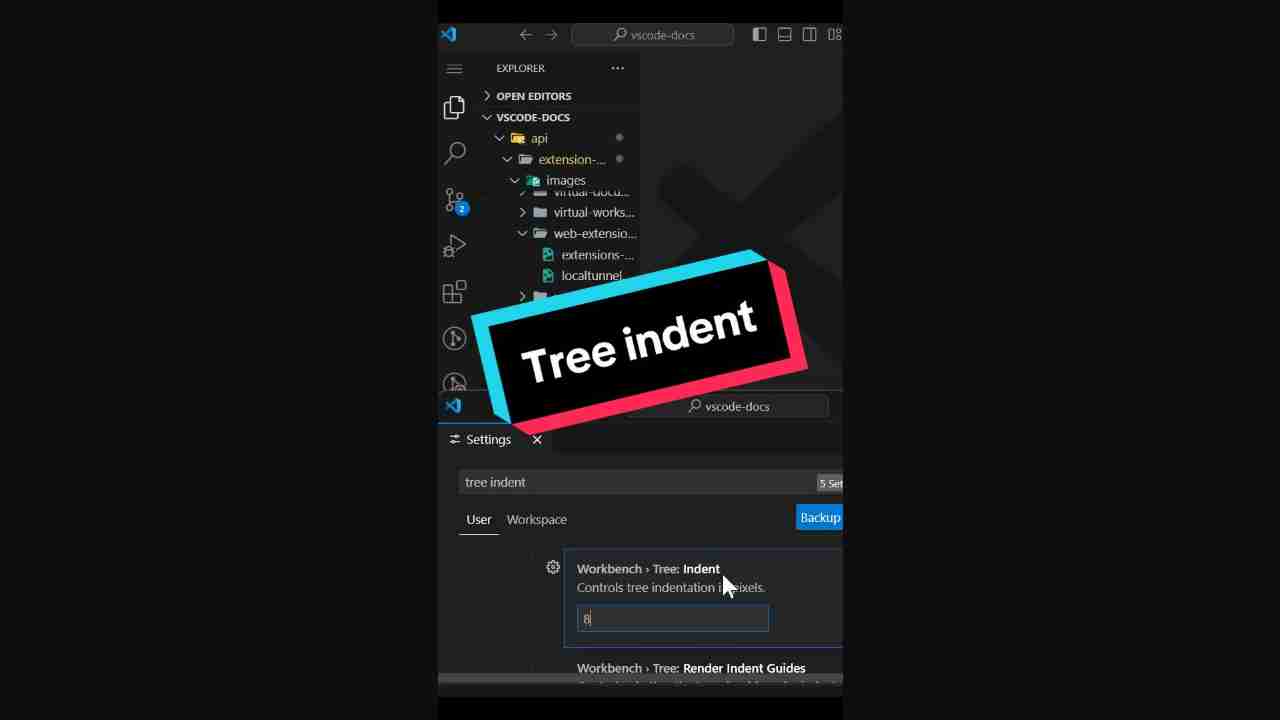 vscode-docs
EXPLORER
OPEN EDITORS
VSCODE-DOCS
api
extension-...
images
virtual-docu...
virtual-works...
2
web-extensio...
extensions-...
localtunnel
Tree indent
vscode-docs
Settings
tree indent
5 Set
User Workspace
Backup
Workbench › Tree: Indent
Controls tree indentation in pixels.
8
Workbench › Tree: Render Indent Guides